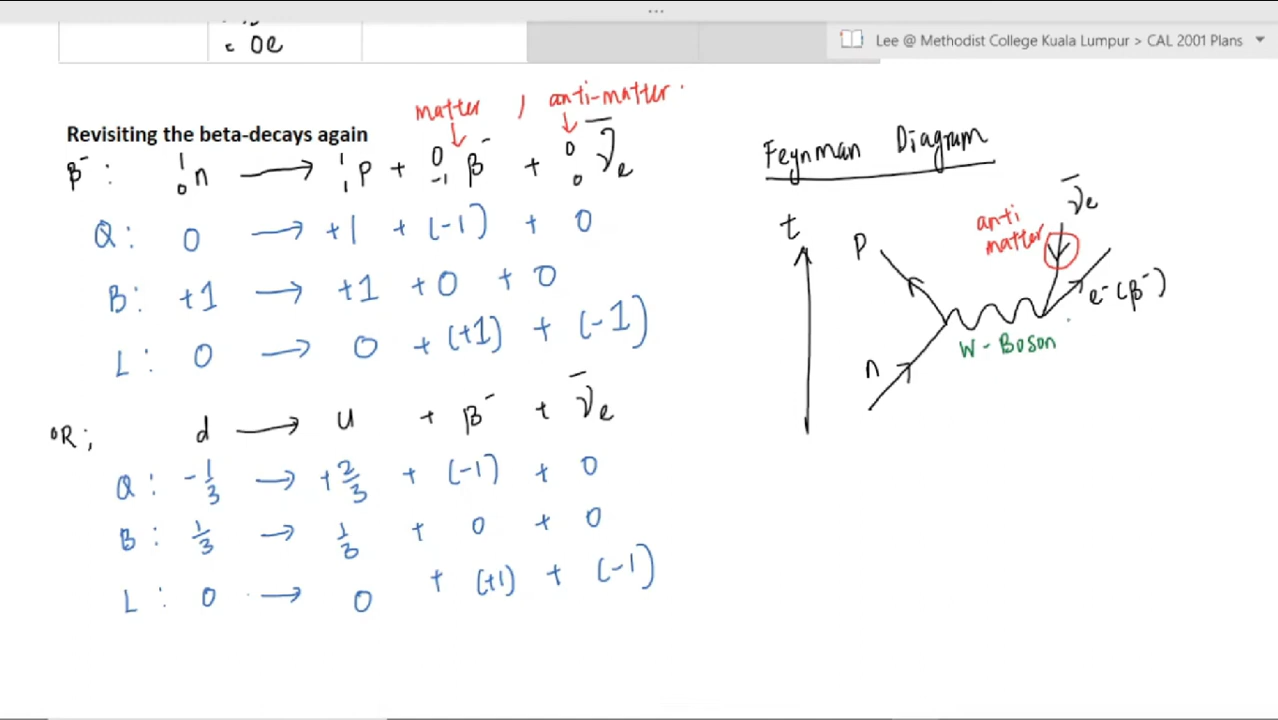 = 0e
Lee @ Methodist College Kuala Lumpur > CAL 2001 Plans
matter , anti-matter.
Revisiting the beta-decays again
β⁻ : ¹₀n ⟶ ¹₁p + ⁰₋₁β⁻ + ⁰₀ν̅e
Q : 0 → +1 + (-1) + 0
B : +1 → +1 + 0 + 0
L : 0 → 0 + (+1) + (-1)
OR ; d ⟶ u + β⁻ + ν̅e
Q : -1/3 → +2/3 + (-1) + 0
B : 1/3 → 1/3 + 0 + 0
L : 0 → 0 + (+1) + (-1)
Feynman Diagram
t
p
anti
matter
ν̅e
e⁻(β⁻)
W - Boson
n